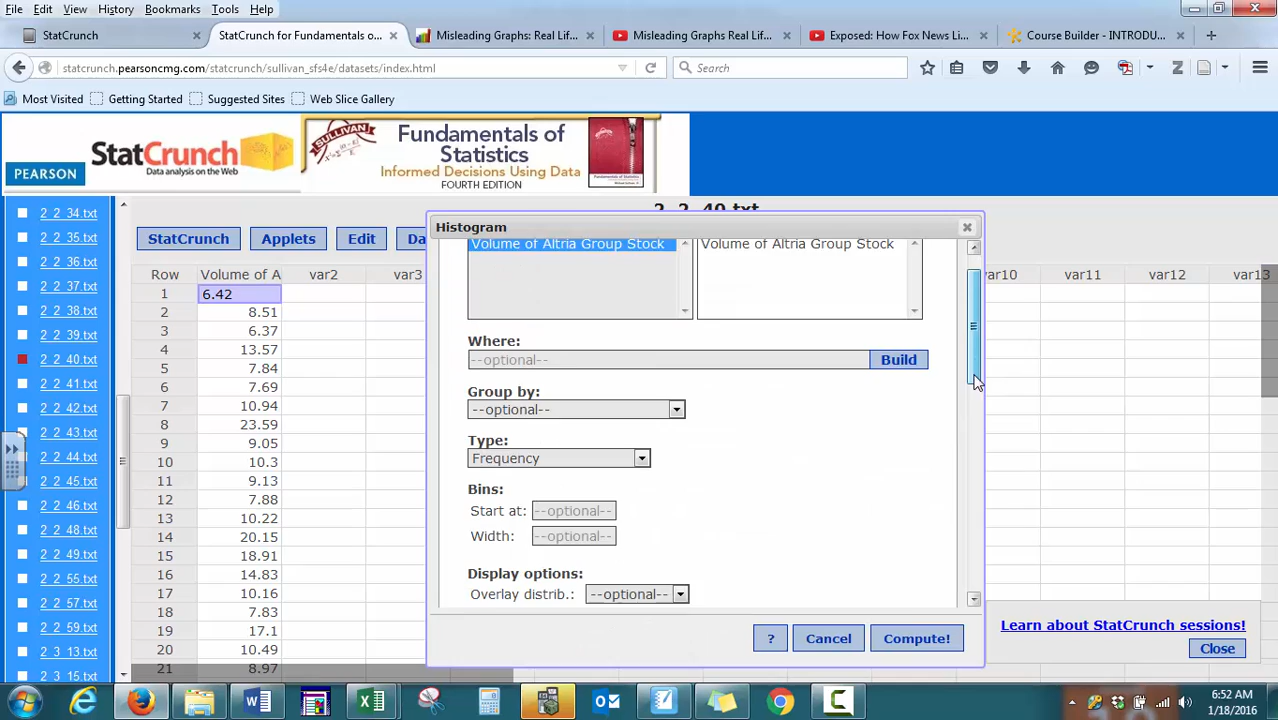 File Edit View History Bookmarks Tools Help
StatCrunch × StatCrunch for Fundamentals o... × Misleading Graphs: Real Lif... × Misleading Graphs Real Lif... × Exposed: How Fox News Li... × Course Builder - INTRODU... × +
statcrunch.pearsoncmg.com/statcrunch/sullivan_sfs4e/datasets/index.html Search
Most Visited Getting Started Suggested Sites Web Slice Gallery
PEARSON StatCrunch Data analysis on the Web
SULLIVAN
Fundamentals of
Statistics
Informed Decisions Using Data
FOURTH EDITION
2_2_40.txt
StatCrunch Applets Edit Da
Histogram
Row Volume of A var2 var3 var10 var11 var12 var13
1 6.42
2 8.51
3 6.37
4 13.57
5 7.84
6 7.69
7 10.94
8 23.59
9 9.05
10 10.3
11 9.13
12 7.88
13 10.22
14 20.15
15 18.91
16 14.83
17 10.16
18 7.83
19 17.1
20 10.49
21 8.97
2_2_34.txt
2_2_35.txt
2_2_36.txt
2_2_37.txt
2_2_38.txt
2_2_39.txt
2_2_40.txt
2_2_41.txt
2_2_42.txt
2_2_43.txt
2_2_44.txt
2_2_45.txt
2_2_46.txt
2_2_48.txt
2_2_49.txt
2_2_55.txt
2_2_57.txt
2_2_59.txt
2_3_13.txt
2_3_15.txt
Volume of Altria Group Stock Volume of Altria Group Stock
Where:
--optional-- Build
Group by:
--optional--
Type:
Frequency
Bins:
Start at: --optional--
Width: --optional--
Display options:
Overlay distrib.: --optional--
? Cancel Compute!
Learn about StatCrunch sessions!
Close
6:52 AM
1/18/2016